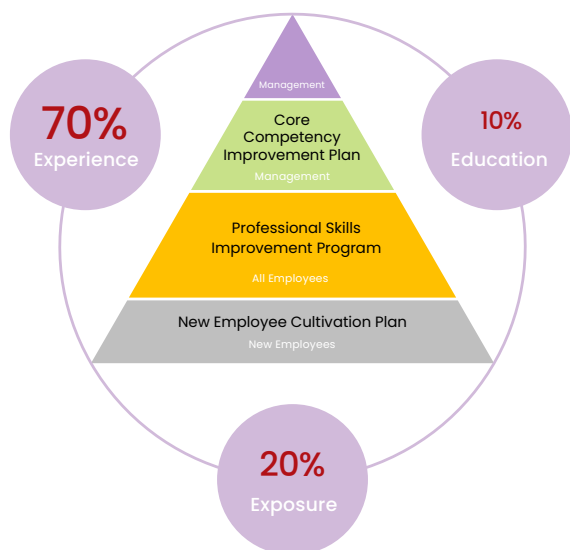 Management
Core
Competency
Improvement Plan
Management
70%
Experience
10%
Education
Professional Skills
Improvement Program
All Employees
New Employee Cultivation Plan
New Employees
20%
Exposure